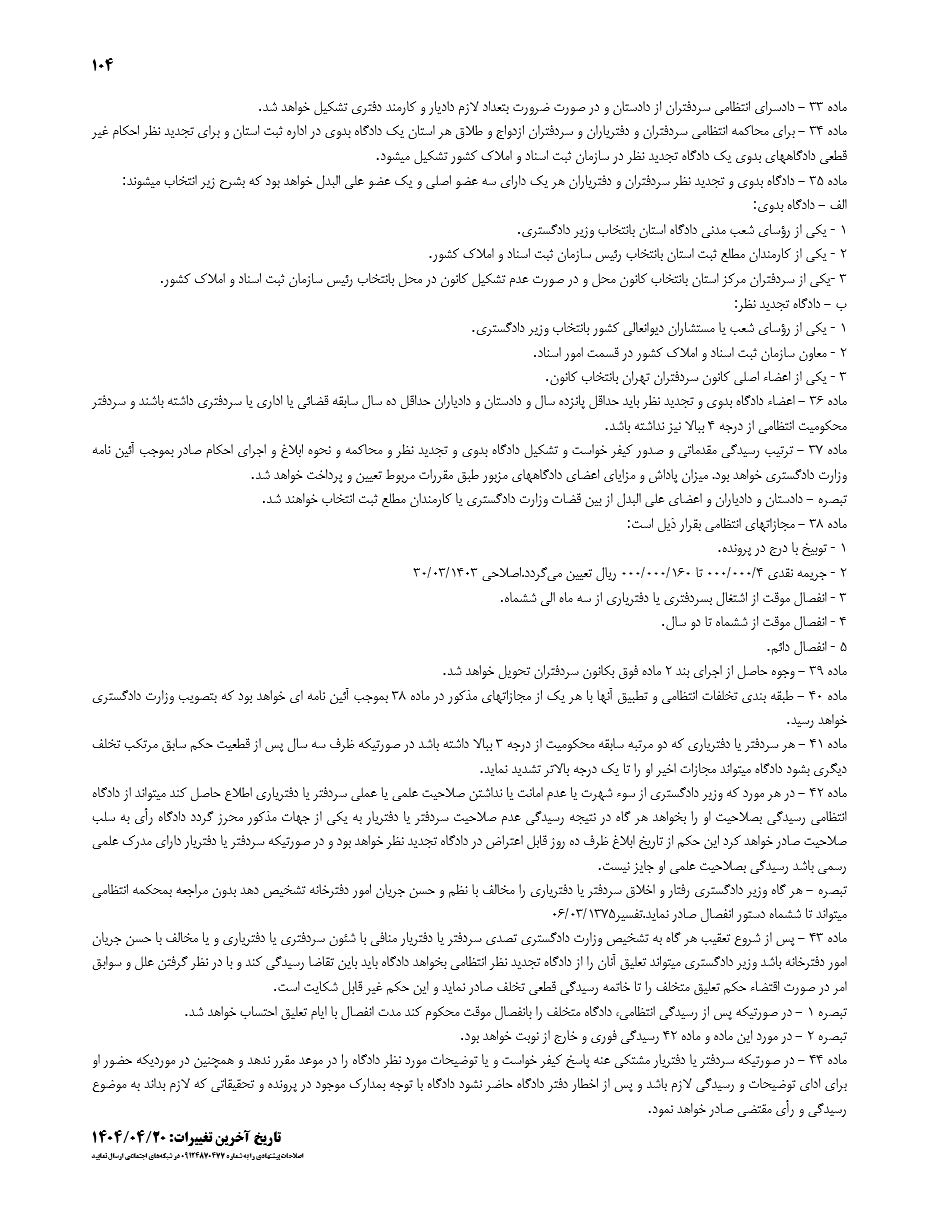 ۱۰۴
ماده ۳۳ – دادسرای انتظامی سردفتران از دادستان و در صورت ضرورت بتعداد لازم دادیار و کارمند دفتری تشکیل خواهد شد.
ماده ۳۴ – برای محاکمه انتظامی سردفتران و دفتریاران و سردفتران ازدواج و طلاق هر استان یک دادگاه بدوی در اداره ثبت استان و برای تجدید نظر احکام غیر
قطعی دادگاههای بدوی یک دادگاه تجدید نظر در سازمان ثبت اسناد و املاک کشور تشکیل میشود.
ماده ۳۵ – دادگاه بدوی و تجدید نظر سردفتران و دفتریاران هر یک دارای سه عضو اصلی و یک عضو علی البدل خواهد بود که بشرح زیر انتخاب میشوند:
الف – دادگاه بدوی:
۱ - یکی از رؤسای شعب مدنی دادگاه استان بانتخاب وزیر دادگستری.
۲ - یکی از کارمندان مطلع ثبت استان بانتخاب رئیس سازمان ثبت اسناد و املاک کشور.
۳ -یکی از سردفتران مرکز استان بانتخاب کانون محل و در صورت عدم تشکیل کانون در محل بانتخاب رئیس سازمان ثبت اسناد و املاک کشور.
ب – دادگاه تجدید نظر:
۱ - یکی از رؤسای شعب یا مستشاران دیوانعالی کشور بانتخاب وزیر دادگستری.
۲ - معاون سازمان ثبت اسناد و املاک کشور در قسمت امور اسناد.
۳ - یکی از اعضاء اصلی کانون سردفتران تهران بانتخاب کانون.
ماده ۳۶ – اعضاء دادگاه بدوی و تجدید نظر باید حداقل پانزده سال و دادستان و دادیاران حداقل ده سال سابقه قضائی یا اداری یا سردفتری داشته باشند و سردفتر
محکومیت انتظامی از درجه ۴ ببالا نیز نداشته باشد.
ماده ۳۷ – ترتیب رسیدگی مقدماتی و صدور کیفر خواست و تشکیل دادگاه بدوی و تجدید نظر و محاکمه و نحوه ابلاغ و اجرای احکام صادر بموجب آئین نامه
وزارت دادگستری خواهد بود. میزان پاداش و مزایای اعضای دادگاههای مزبور طبق مقررات مربوط تعیین و پرداخت خواهد شد.
تبصره – دادستان و دادیاران و اعضای علی البدل از بین قضات وزارت دادگستری یا کارمندان مطلع ثبت انتخاب خواهند شد.
ماده ۳۸ – مجازاتهای انتظامی بقرار ذیل است:
۱ - توبیخ با درج در پرونده.
۲ - جریمه نقدی ۰۰۰/۰۰۰/۴ تا ۰۰۰/۰۰۰/۱۶۰ ریال تعیین می‌گردد.اصلاحی ۳۰/۰۳/۱۴۰۳
۳ - انفصال موقت از اشتغال بسردفتری یا دفتریاری از سه ماه الی ششماه.
۴ - انفصال موقت از ششماه تا دو سال.
۵ - انفصال دائم.
ماده ۳۹ – وجوه حاصل از اجرای بند ۲ ماده فوق بکانون سردفتران تحویل خواهد شد.
ماده ۴۰ – طبقه بندی تخلفات انتظامی و تطبیق آنها با هر یک از مجازاتهای مذکور در ماده ۳۸ بموجب آئین نامه ای خواهد بود که بتصویب وزارت دادگستری
خواهد رسید.
ماده ۴۱ – هر سردفتر یا دفتریاری که دو مرتبه سابقه محکومیت از درجه ۳ ببالا داشته باشد در صورتیکه ظرف سه سال پس از قطعیت حکم سابق مرتکب تخلف
دیگری بشود دادگاه میتواند مجازات اخیر او را تا یک درجه بالاتر تشدید نماید.
ماده ۴۲ – در هر مورد که وزیر دادگستری از سوء شهرت یا عدم امانت یا نداشتن صلاحیت علمی یا عملی سردفتر یا دفتریاری اطلاع حاصل کند میتواند از دادگاه
انتظامی رسیدگی بصلاحیت او را بخواهد هر گاه در نتیجه رسیدگی عدم صلاحیت سردفتر یا دفتریار به یکی از جهات مذکور محرز گردد دادگاه رأی به سلب
صلاحیت صادر خواهد کرد این حکم از تاریخ ابلاغ ظرف ده روز قابل اعتراض در دادگاه تجدید نظر خواهد بود و در صورتیکه سردفتر یا دفتریار دارای مدرک علمی
رسمی باشد رسیدگی بصلاحیت علمی او جایز نیست.
تبصره – هر گاه وزیر دادگستری رفتار و اخلاق سردفتر یا دفتریاری را مخالف با نظم و حسن جریان امور دفترخانه تشخیص دهد بدون مراجعه بمحکمه انتظامی
میتواند تا ششماه دستور انفصال صادر نماید.تفسیر۰۶/۰۳/۱۳۷۵
ماده ۴۳ – پس از شروع تعقیب هر گاه به تشخیص وزارت دادگستری تصدی سردفتر یا دفتریار منافی با شئون سردفتری یا دفتریاری و یا مخالف با حسن جریان
امور دفترخانه باشد وزیر دادگستری میتواند تعلیق آنان را از دادگاه تجدید نظر انتظامی بخواهد دادگاه باید باین تقاضا رسیدگی کند و با در نظر گرفتن علل و سوابق
امر در صورت اقتضاء حکم تعلیق متخلف را تا خاتمه رسیدگی قطعی تخلف صادر نماید و این حکم غیر قابل شکایت است.
تبصره ۱ – در صورتیکه پس از رسیدگی انتظامی، دادگاه متخلف را بانفصال موقت محکوم کند مدت انفصال با ایام تعلیق احتساب خواهد شد.
تبصره ۲ – در مورد این ماده و ماده ۴۲ رسیدگی فوری و خارج از نوبت خواهد بود.
ماده ۴۴ – در صورتیکه سردفتر یا دفتریار مشتکی عنه پاسخ کیفر خواست و یا توضیحات مورد نظر دادگاه را در موعد مقرر ندهد و همچنین در موردیکه حضور او
برای ادای توضیحات و رسیدگی لازم باشد و پس از اخطار دفتر دادگاه حاضر نشود دادگاه با توجه بمدارک موجود در پرونده و تحقیقاتی که لازم بداند به موضوع
رسیدگی و رأی مقتضی صادر خواهد نمود.
تاریخ آخرین تغییرات: ۱۴۰۴/۰۴/۲۰
اصلاحات پیشنهادی را به شماره ۰۹۱۲۴۸۷۰۴۷۷ در شبکه‌های اجتماعی ارسال نمایید